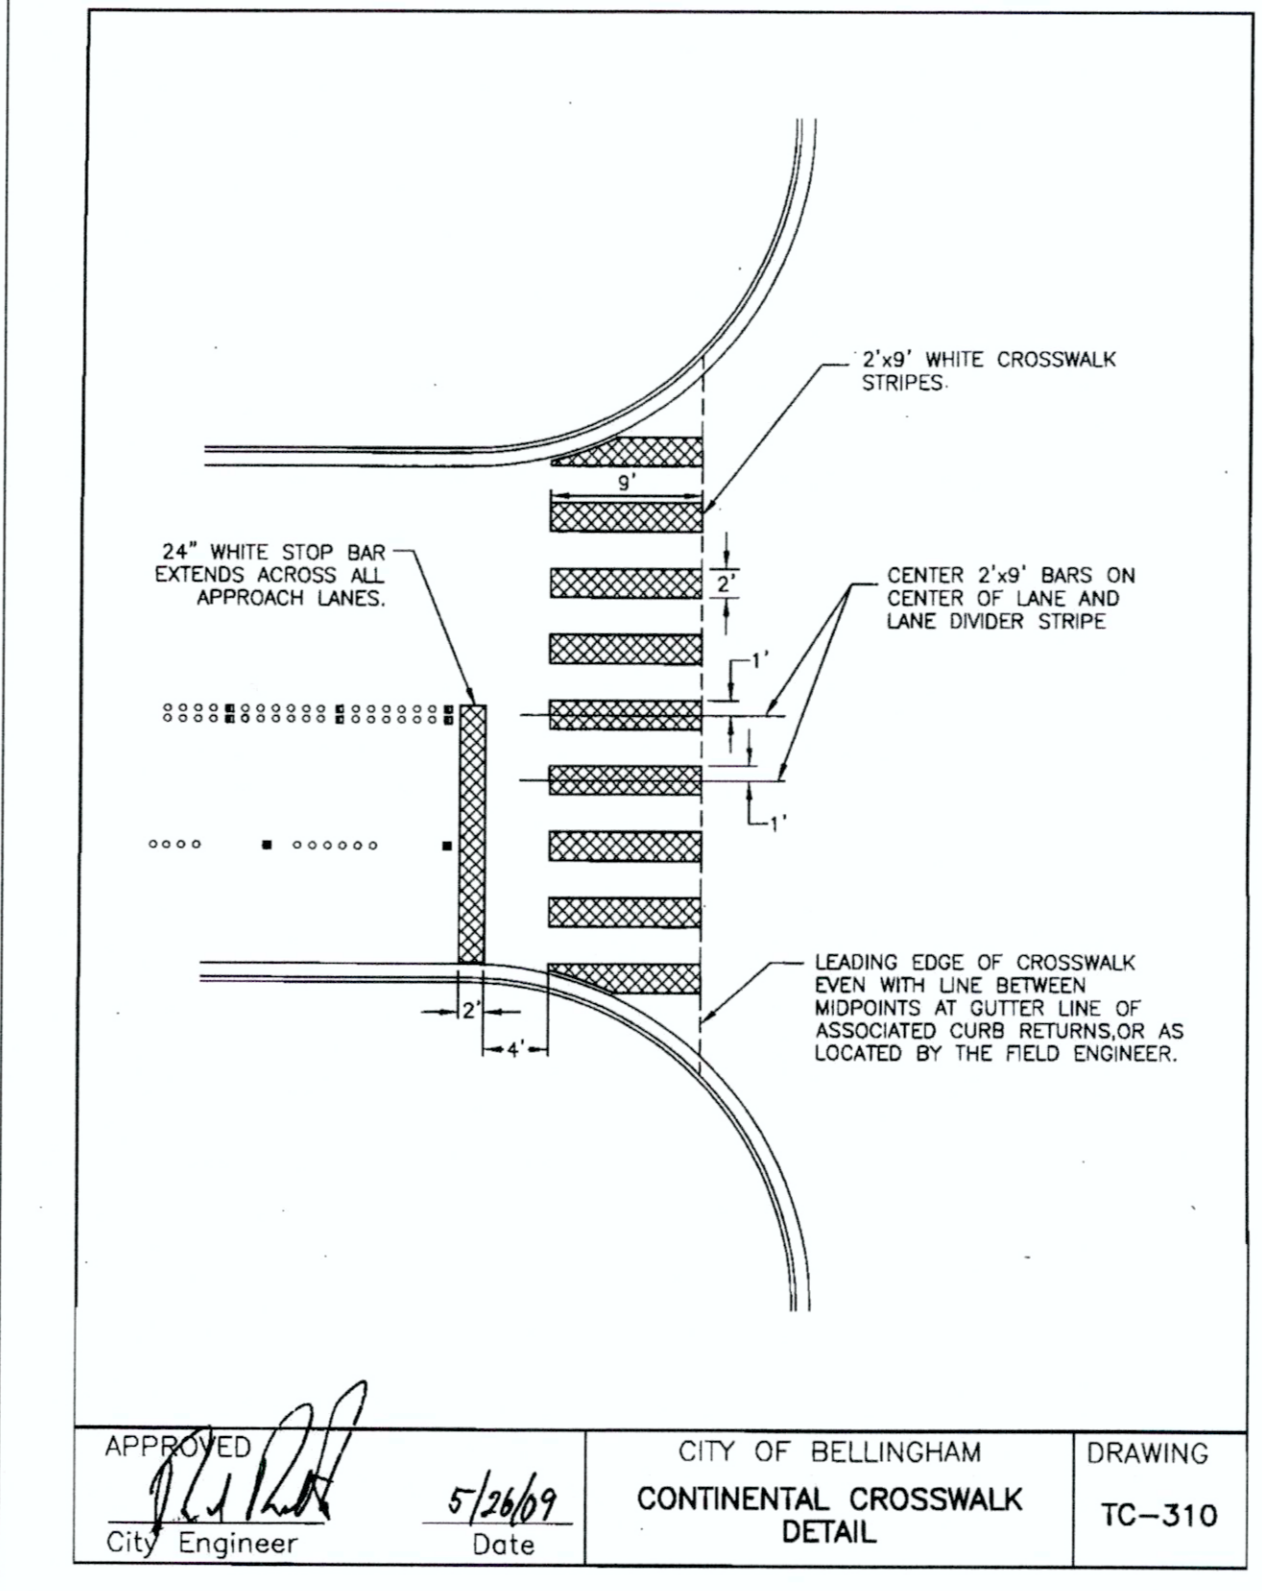 2'x9' WHITE CROSSWALK
STRIPES.
9'
24" WHITE STOP BAR
EXTENDS ACROSS ALL
APPROACH LANES.
2'
CENTER 2'x9' BARS ON
CENTER OF LANE AND
LANE DIVIDER STRIPE
1'
1'
LEADING EDGE OF CROSSWALK
EVEN WITH LINE BETWEEN
MIDPOINTS AT GUTTER LINE OF
ASSOCIATED CURB RETURNS,OR AS
LOCATED BY THE FIELD ENGINEER.
2'
4'
APPROVED
City Engineer
5/26/09
Date
CITY OF BELLINGHAM
CONTINENTAL CROSSWALK
DETAIL
DRAWING
TC-310